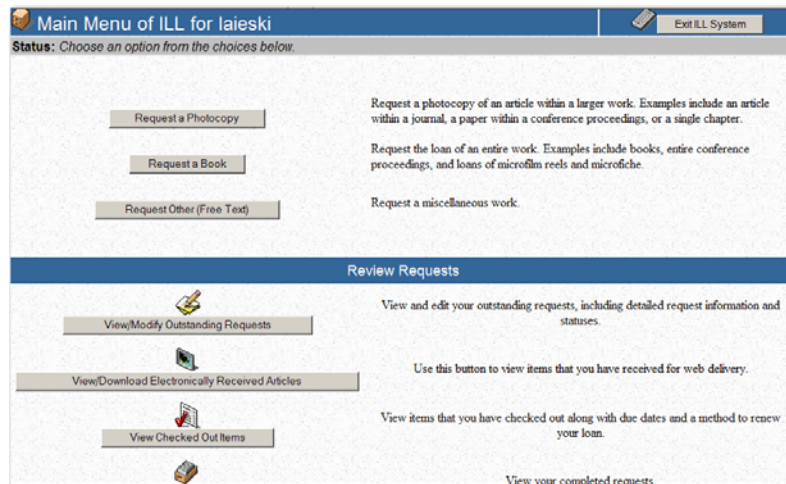 Main Menu of ILL for laieski
Exit ILL System
Status: Choose an option from the choices below.
Request a Photocopy
Request a photocopy of an article within a larger work. Examples include an article
within a journal, a paper within a conference proceedings, or a single chapter.
Request a Book
Request the loan of an entire work. Examples include books, entire conference
proceedings, and loans of microfilm reels and microfiche.
Request Other (Free Text)
Request a miscellaneous work.
Review Requests
View/Modify Outstanding Requests
View and edit your outstanding requests, including detailed request information and
statuses.
View/Download Electronically Received Articles
Use this button to view items that you have received for web delivery.
View Checked Out Items
View items that you have checked out along with due dates and a method to renew
your loan.
View your completed requests